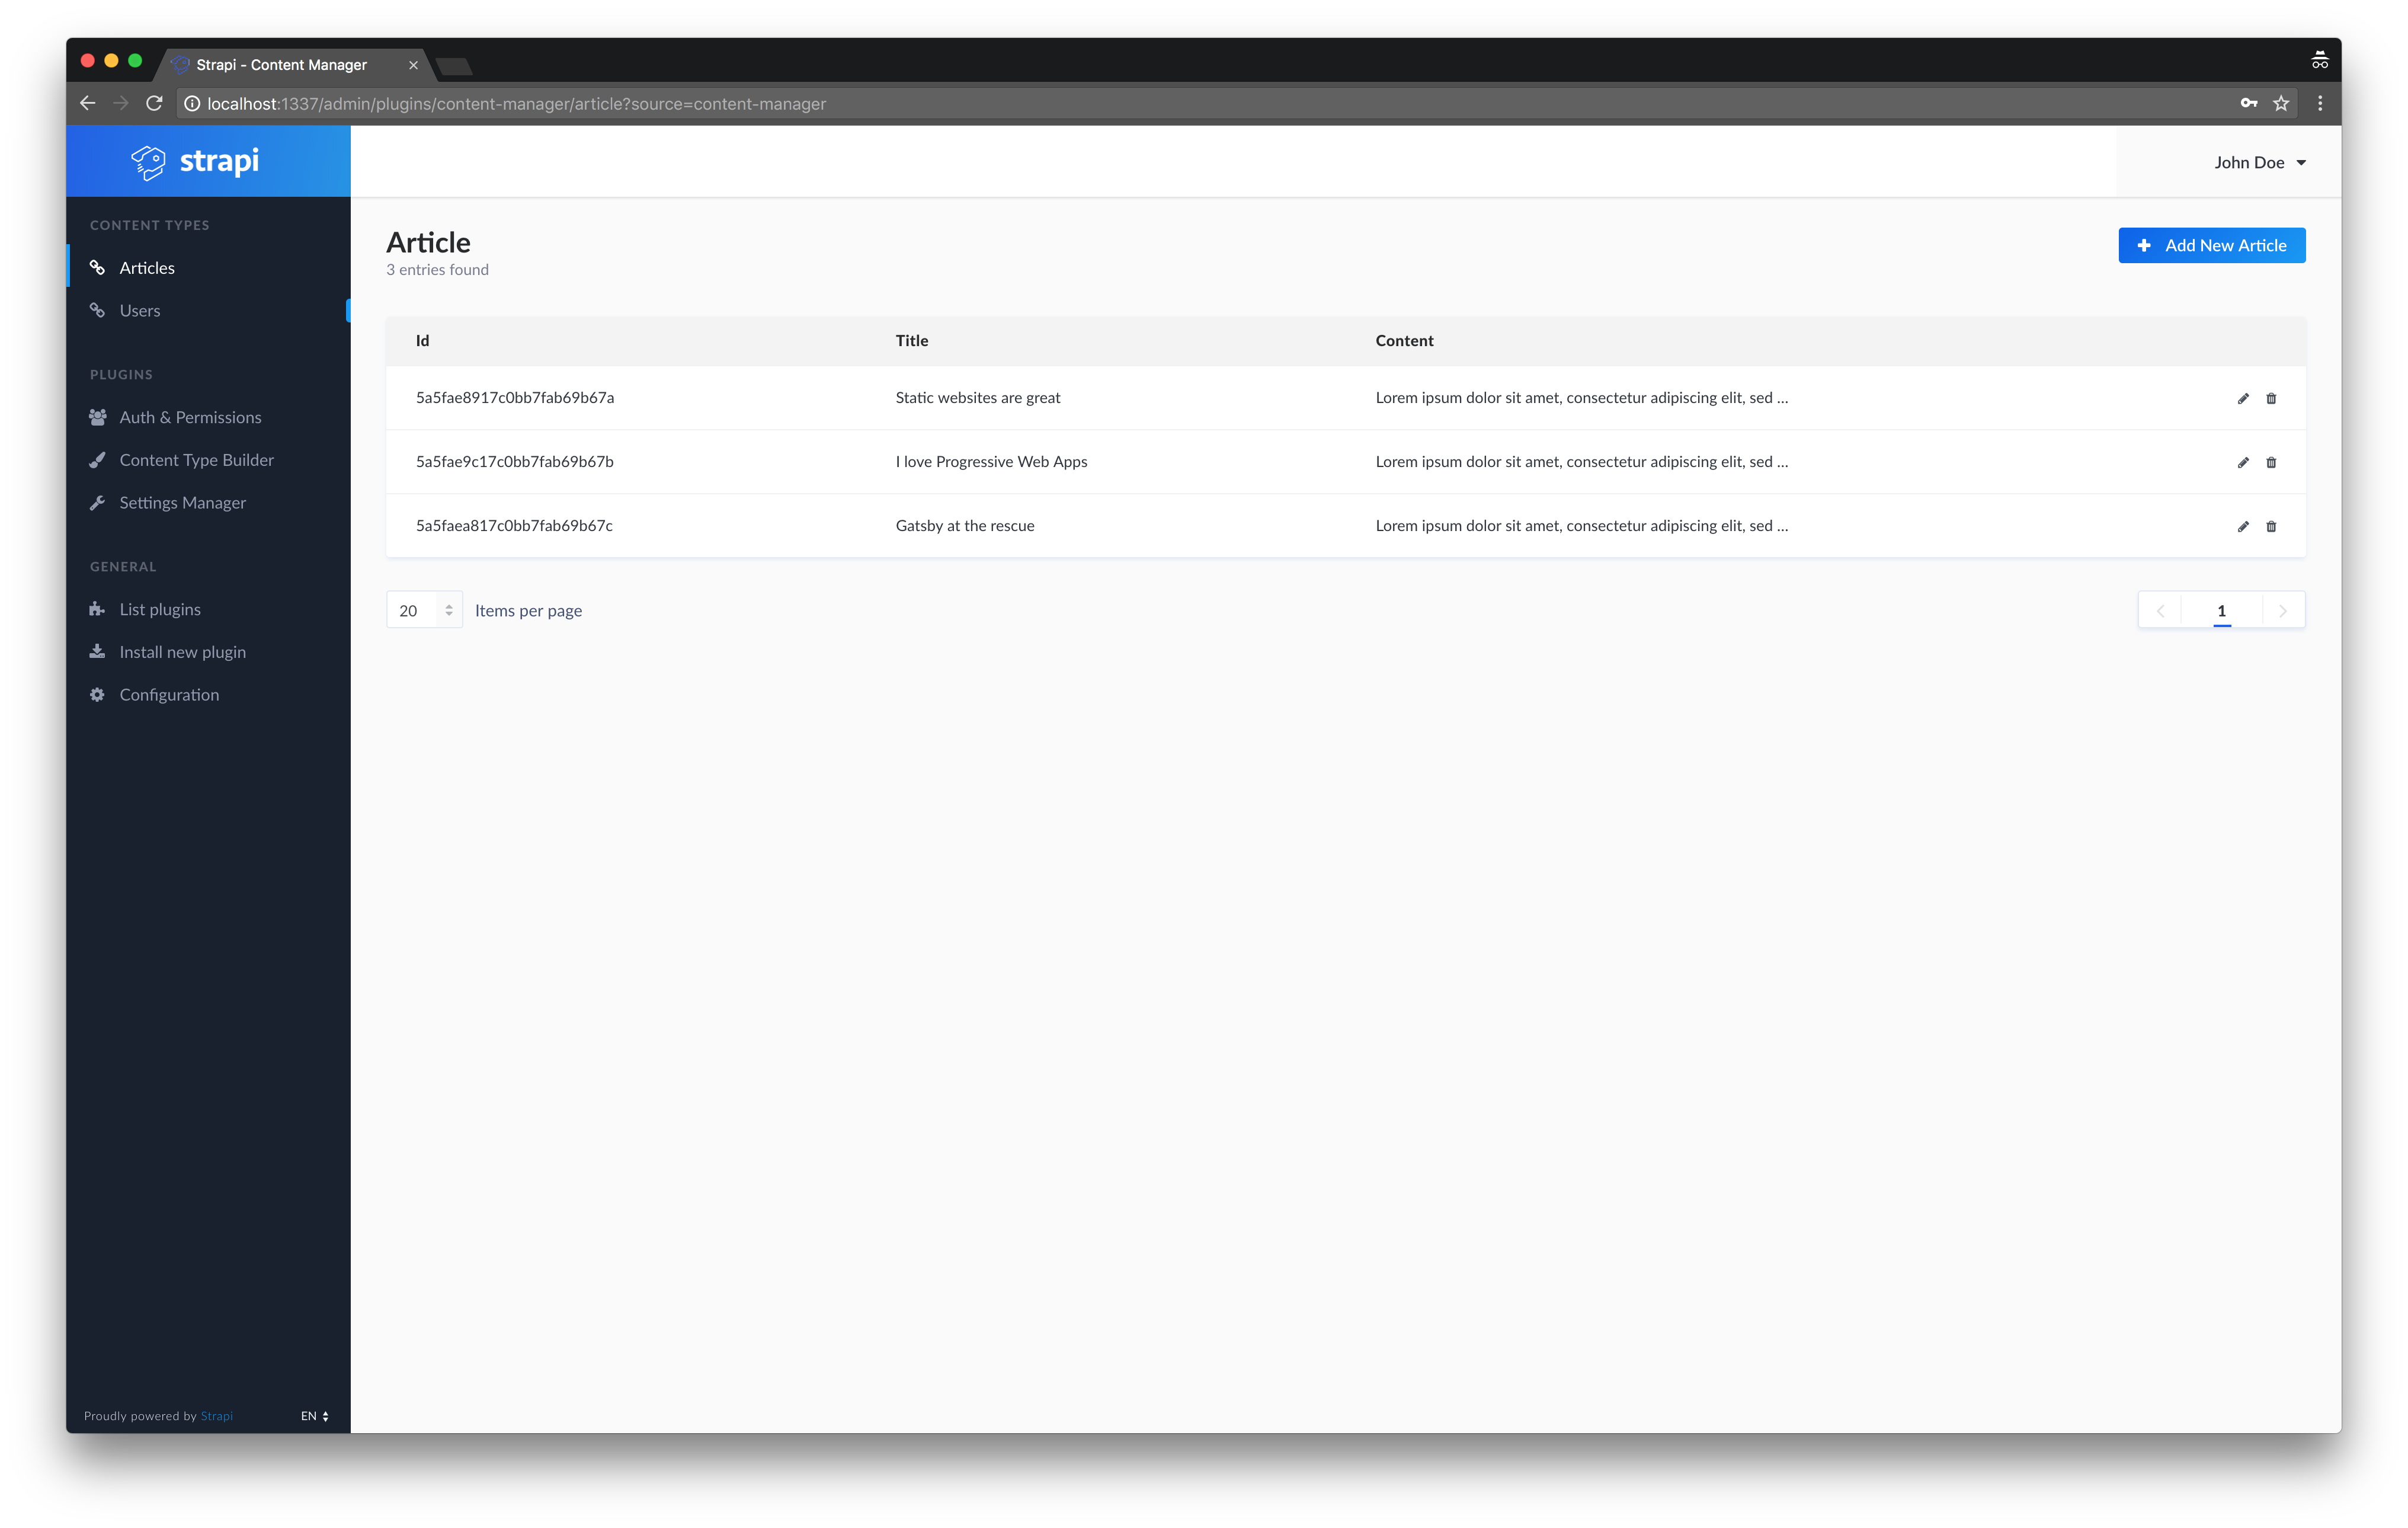 Strapi - Content Manager
localhost:1337/admin/plugins/content-manager/article?source=content-manager
strapi
John Doe
CONTENT TYPES
Articles
Users
PLUGINS
Auth & Permissions
Content Type Builder
Settings Manager
GENERAL
List plugins
Install new plugin
Configuration
Proudly powered by Strapi EN
Article
3 entries found
Add New Article
Id Title Content
5a5fae8917c0bb7fab69b67a Static websites are great Lorem ipsum dolor sit amet, consectetur adipiscing elit, sed ...
5a5fae9c17c0bb7fab69b67b I love Progressive Web Apps Lorem ipsum dolor sit amet, consectetur adipiscing elit, sed ...
5a5faea817c0bb7fab69b67c Gatsby at the rescue Lorem ipsum dolor sit amet, consectetur adipiscing elit, sed ...
20 Items per page
1